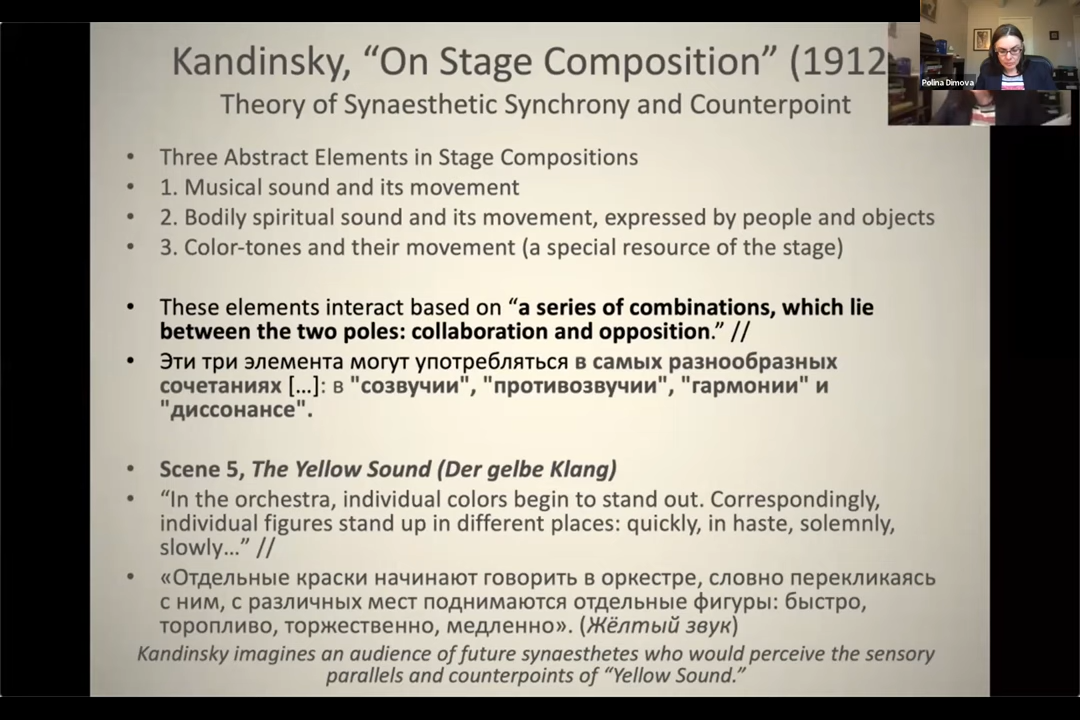 Kandinsky, “On Stage Composition” (1912
Theory of Synaesthetic Synchrony and Counterpoint
Polina Dimova
• Three Abstract Elements in Stage Compositions
• 1. Musical sound and its movement
• 2. Bodily spiritual sound and its movement, expressed by people and objects
• 3. Color-tones and their movement (a special resource of the stage)
• These elements interact based on “a series of combinations, which lie
between the two poles: collaboration and opposition.” //
• Эти три элемента могут употребляться в самых разнообразных
сочетаниях […]: в "созвучии", "противозвучии", "гармонии" и
"диссонансе".
• Scene 5, The Yellow Sound (Der gelbe Klang)
• “In the orchestra, individual colors begin to stand out. Correspondingly,
individual figures stand up in different places: quickly, in haste, solemnly,
slowly…” //
• «Отдельные краски начинают говорить в оркестре, словно перекликаясь
с ним, с различных мест поднимаются отдельные фигуры: быстро,
торопливо, торжественно, медленно». (Жёлтый звук)
Kandinsky imagines an audience of future synaesthetes who would perceive the sensory
parallels and counterpoints of “Yellow Sound.”